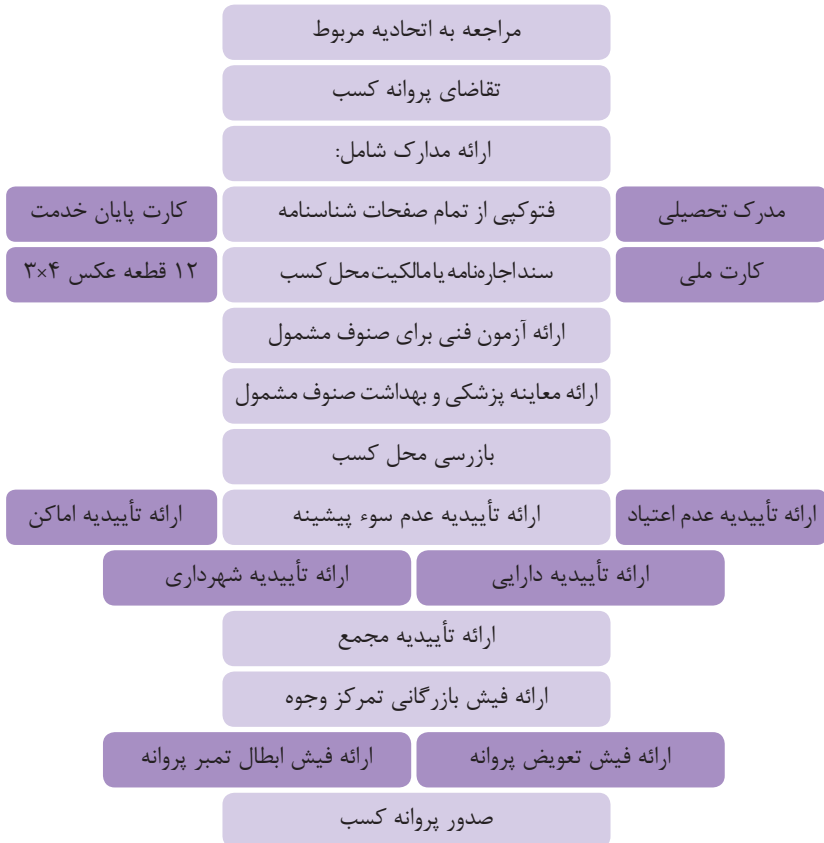 مراجعه به اتحادیه مربوط
تقاضای پروانه کسب
ارائه مدارک شامل:
مدرک تحصیلی
فتوکپی از تمام صفحات شناسنامه
کارت پایان خدمت
کارت ملی
سند اجاره‌نامه یا مالکیت محل کسب
۱۲ قطعه عکس ۴×۳
ارائه آزمون فنی برای صنوف مشمول
ارائه معاینه پزشکی و بهداشت صنوف مشمول
بازرسی محل کسب
ارائه تأییدیه عدم اعتیاد
ارائه تأییدیه عدم سوء پیشینه
ارائه تأییدیه اماکن
ارائه تأییدیه دارایی
ارائه تأییدیه شهرداری
ارائه تأییدیه مجمع
ارائه فیش بازرگانی تمرکز وجوه
ارائه فیش تعویض پروانه
ارائه فیش ابطال تمبر پروانه
صدور پروانه کسب